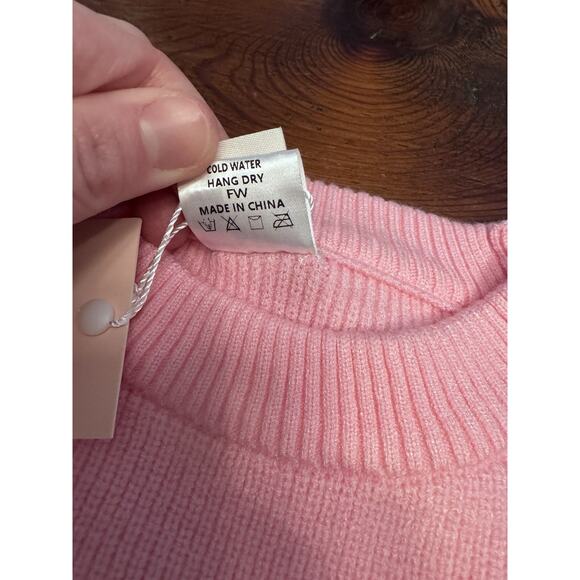 COLD WATER
HANG DRY
FW
MADE IN CHINA